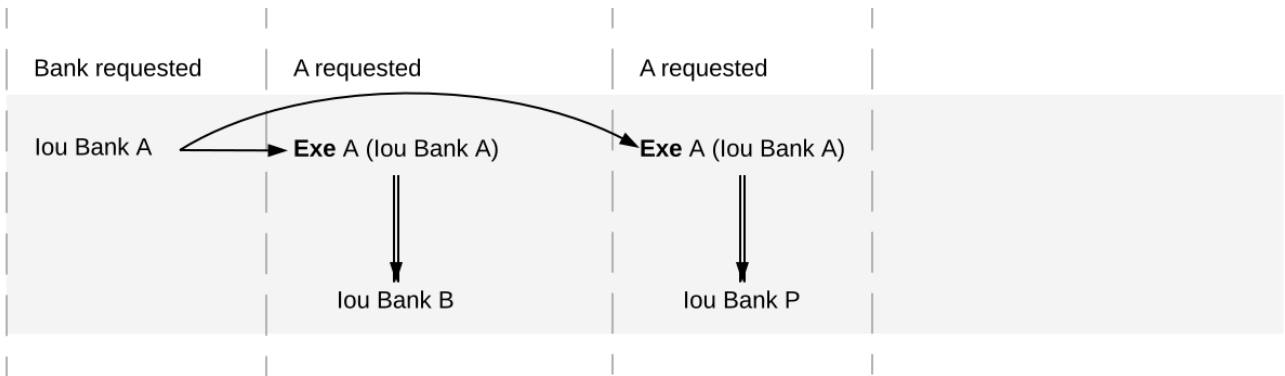 Bank requested
A requested
A requested
Iou Bank A
Exe A (Iou Bank A)
Exe A (Iou Bank A)
Iou Bank B
Iou Bank P